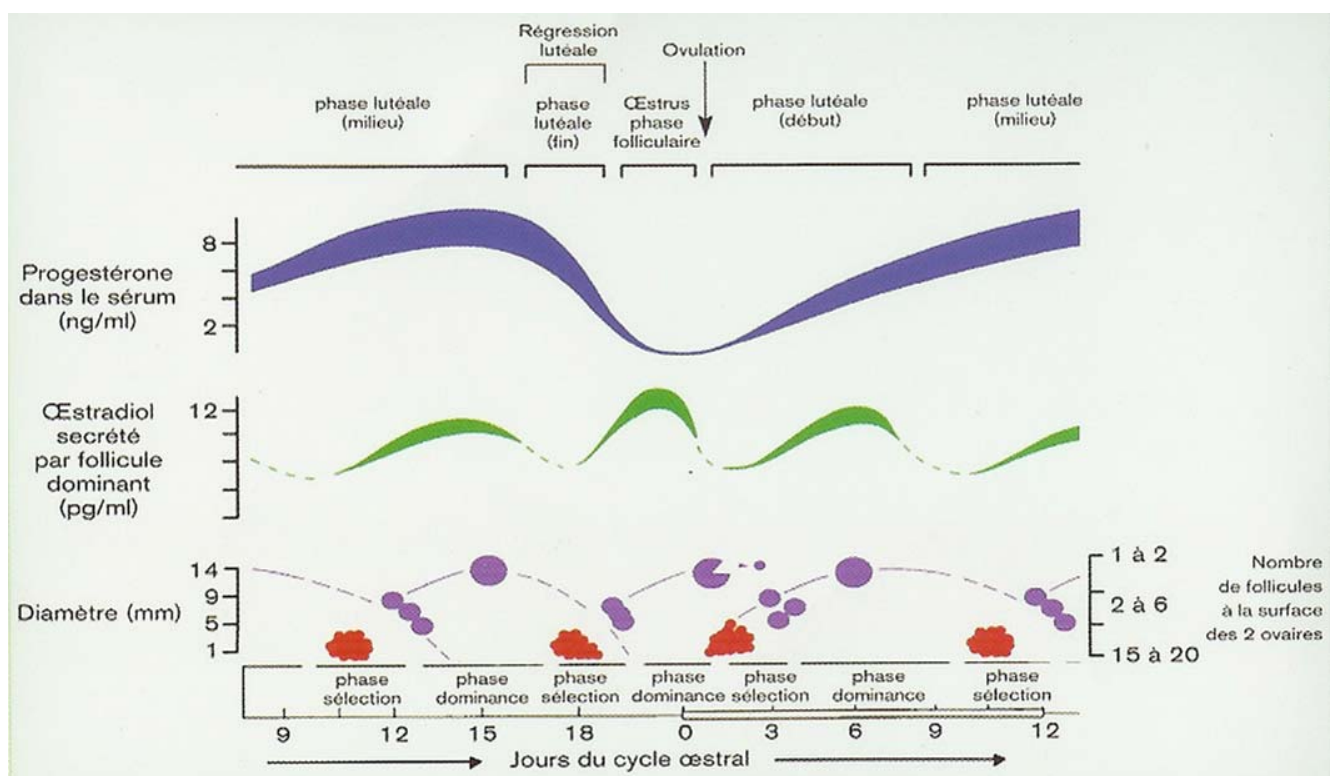 Régression
lutéale
Ovulation
phase lutéale
(milieu)
phase
lutéale
(fin)
Œstrus
phase
folliculaire
phase lutéale
(début)
phase lutéale
(milieu)
Progestérone
dans le sérum
(ng/ml)
8
2
Œstradiol
secrété
par follicule
dominant
(pg/ml)
12
Diamètre (mm)
14
9
5
1
1 à 2
2 à 6
15 à 20
Nombre
de follicules
à la surface
des 2 ovaires
phase
sélection
phase
dominance
phase
sélection
phase
dominance
phase
sélection
phase
dominance
phase
sélection
9 12 15 18 0 3 6 9 12
Jours du cycle œstral